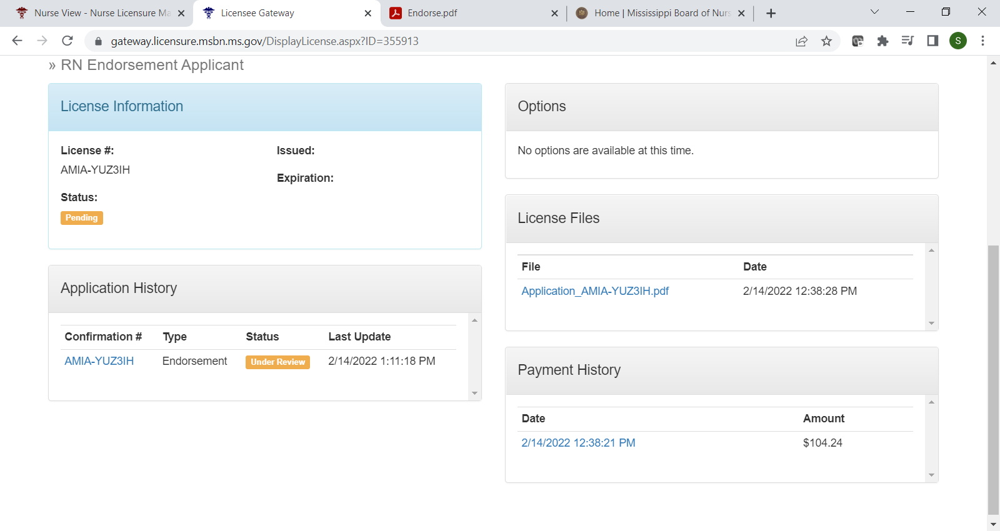 Nurse View - Nurse Licensure Ma
Licensee Gateway
Endorse.pdf
Home | Mississippi Board of Nurs
gateway.licensure.msbn.ms.gov/DisplayLicense.aspx?ID=355913
S
» RN Endorsement Applicant
License Information
License #:
AMIA-YUZ3IH
Status:
Pending
Issued:
Expiration:
Application History
Confirmation # Type Status Last Update
AMIA-YUZ3IH Endorsement Under Review 2/14/2022 1:11:18 PM
Options
No options are available at this time.
License Files
File Date
Application_AMIA-YUZ3IH.pdf 2/14/2022 12:38:28 PM
Payment History
Date Amount
2/14/2022 12:38:21 PM $104.24